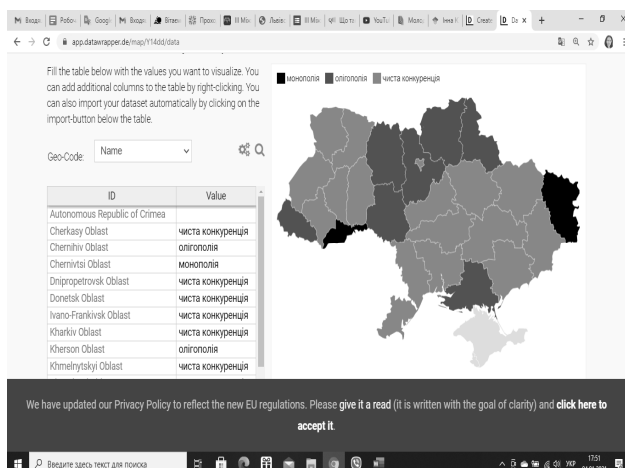 Googl
YouTu
app.datawrapper.de/map/Y14dd/data
Fill the table below with the values you want to visualize. You
can add additional columns to the table by right-clicking. You
can also import your dataset automatically by clicking on the
import-button below the table.
Geo-Code: Name
ID Value
Autonomous Republic of Crimea
Cherkasy Oblast чиста конкуренція
Chernihiv Oblast олігополія
Chernivtsi Oblast монополія
Dnipropetrovsk Oblast чиста конкуренція
Donetsk Oblast чиста конкуренція
Ivano-Frankivsk Oblast чиста конкуренція
Kharkiv Oblast чиста конкуренція
Kherson Oblast олігополія
Khmelnytskyi Oblast чиста конкуренція
монополія олігополія чиста конкуренція
We have updated our Privacy Policy to reflect the new EU regulations. Please give it a read (it is written with the goal of clarity) and click here to
accept it.
Введите здесь текст для поиска
УКР
17:51